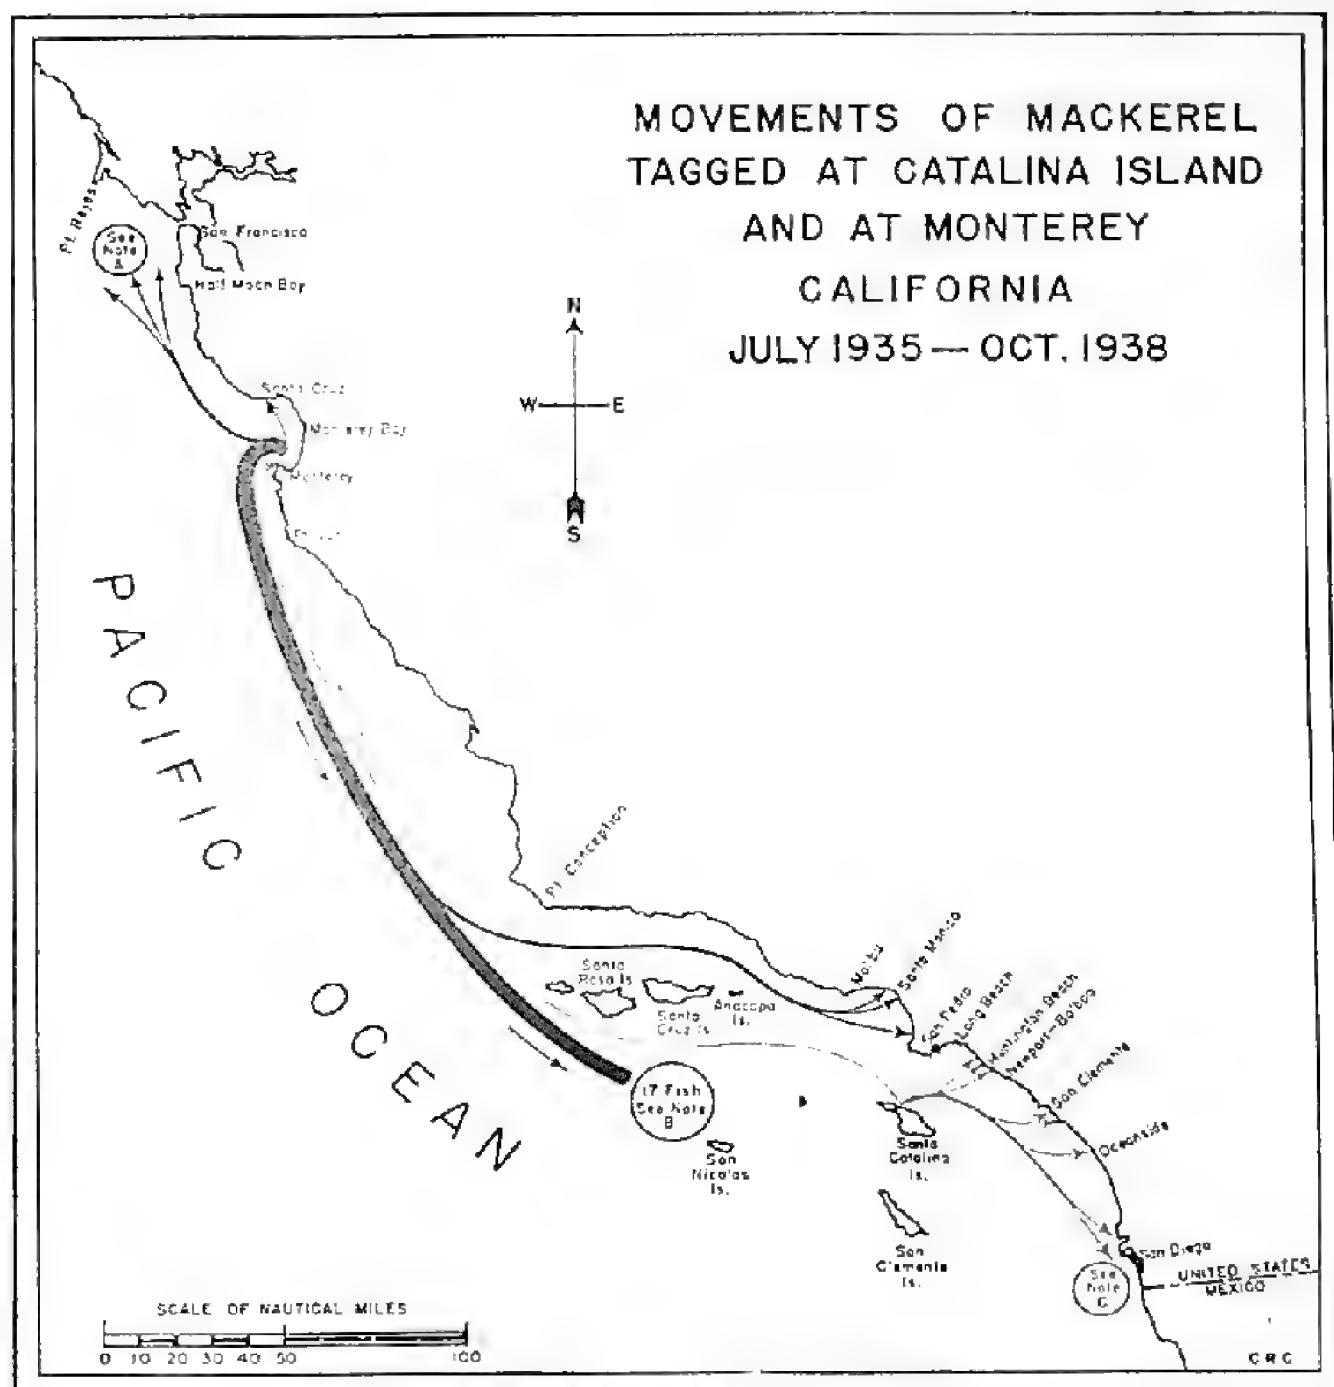 MOVEMENTS OF MACKEREL
TAGGED AT CATALINA ISLAND
AND AT MONTEREY
CALIFORNIA
JULY 1935 — OCT. 1938
Pt. Reyes
See
Note
A
San Francisco
Half Moon Bay
N
W E
S
Santa Cruz
Monterey Bay
Monterey
PACIFIC
OCEAN
Pt. Conception
Santa
Rosa Is.
Santa
Cruz Is.
Anacapa
Is.
Malibu
Santa Monica
San Pedro
Long Beach
Huntington Beach
Newport-Balboa
San Clemente
Oceanside
17 Fish
See Note
B
San
Nicolas
Is.
Santa
Catalina
Is.
San
Clemente
Is.
San Diego
See
Note
C
UNITED STATES
MEXICO
SCALE OF NAUTICAL MILES
0 10 20 30 40 50 100